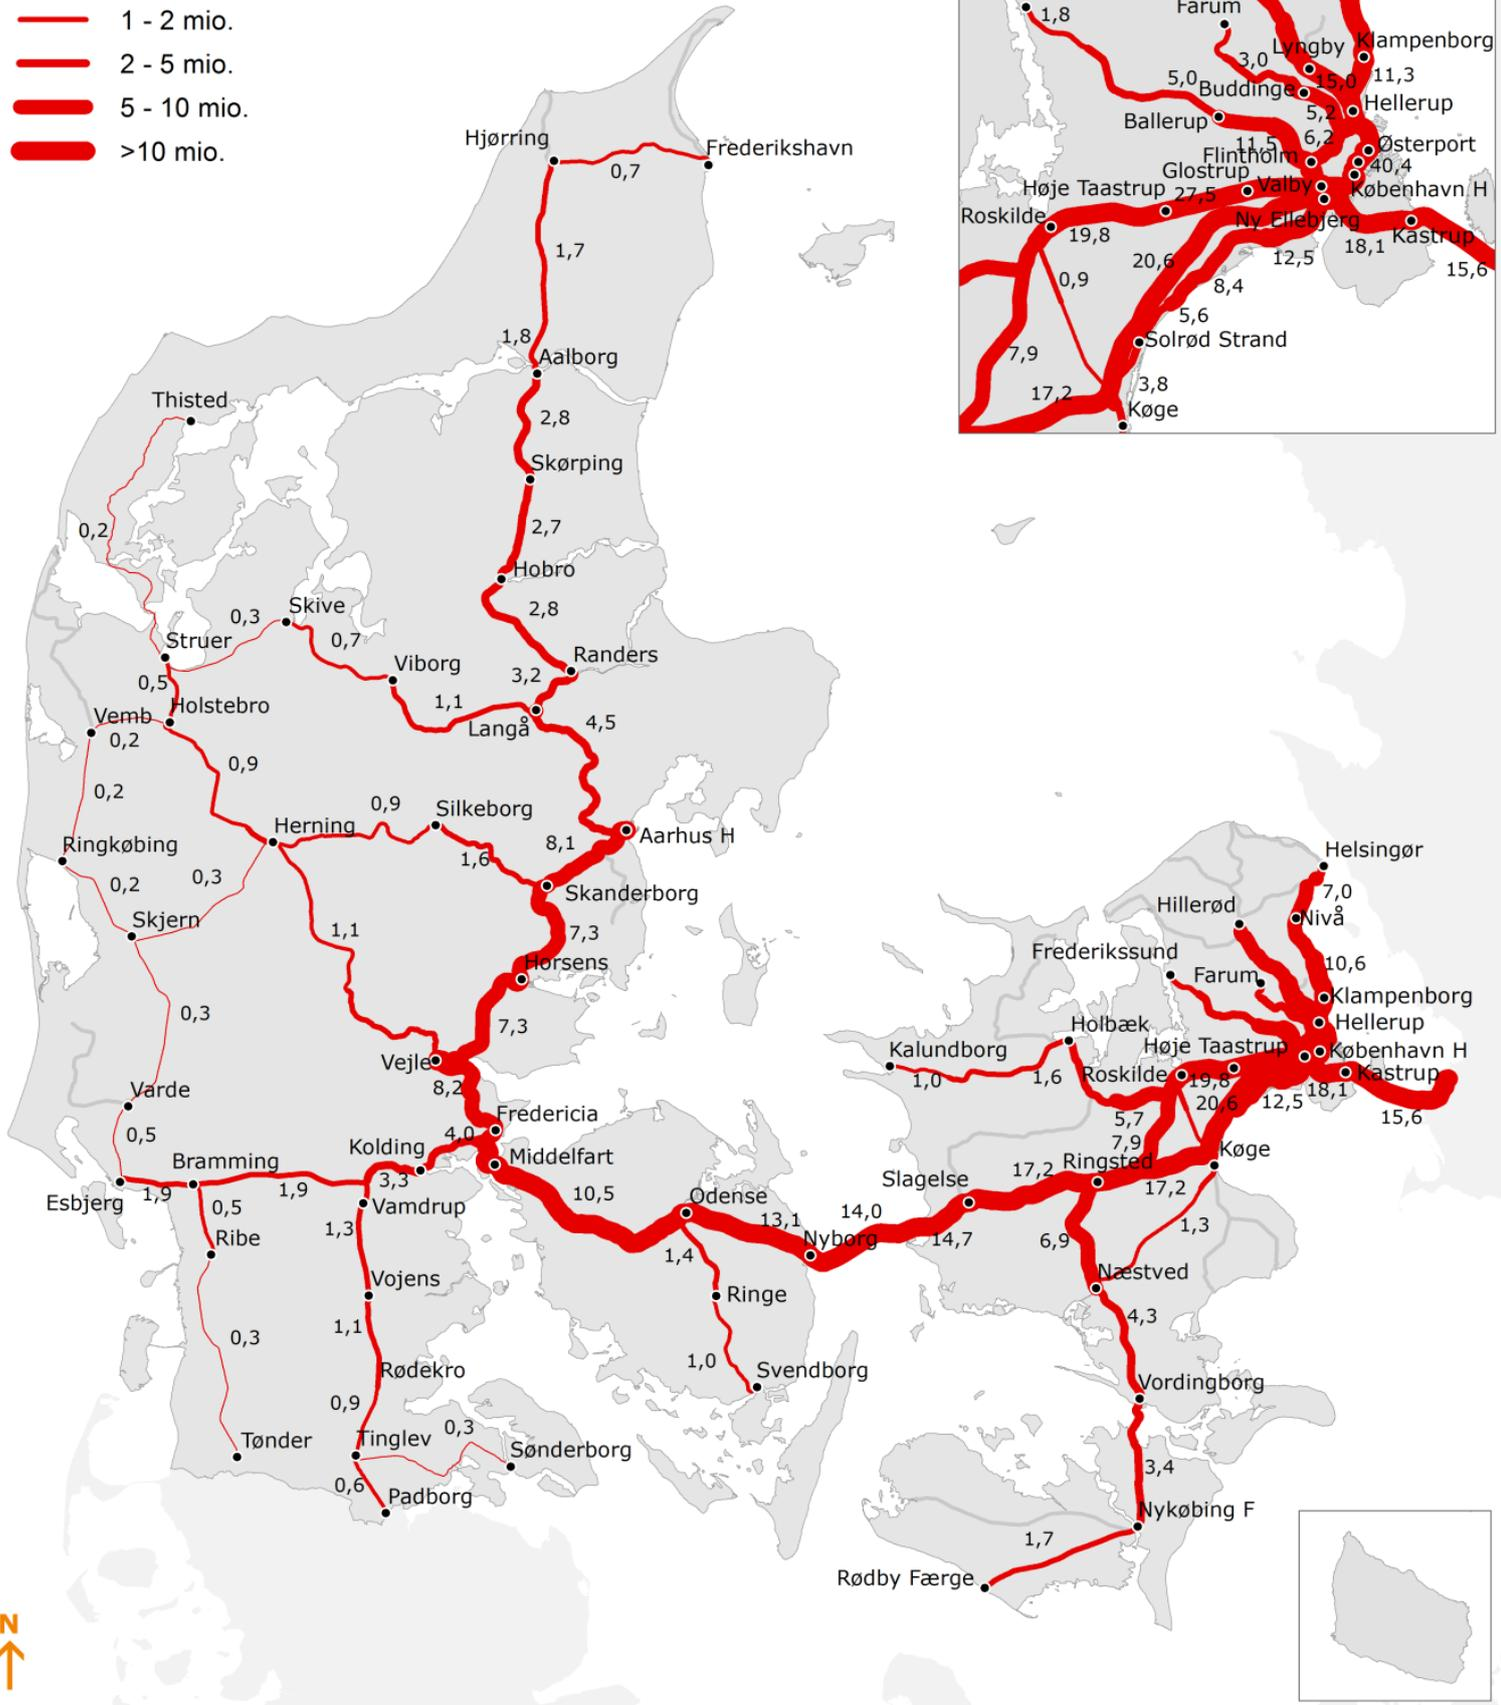 1 - 2 mio.
2 - 5 mio.
5 - 10 mio.
>10 mio.
1,8
Farum
3,0
Lyngby
Klampenborg
15,0
11,3
5,0
Buddinge
5,2
Hellerup
Ballerup
11,5
6,2
Østerport
Flintholm
40,4
Glostrup
Valby
København H
Høje Taastrup
27,5
Roskilde
19,8
Ny Ellebjerg
18,1
Kastrup
15,6
20,6
12,5
0,9
8,4
5,6
Solrød Strand
7,9
17,2
3,8
Køge
Hjørring
0,7
Frederikshavn
1,7
1,8
Aalborg
Thisted
2,8
Skørping
0,2
2,7
Hobro
2,8
0,3
Skive
Struer
0,7
Viborg
Randers
3,2
0,5
Holstebro
1,1
Langå
4,5
Vemb
0,2
0,9
0,2
0,9
Silkeborg
Herning
8,1
Aarhus H
Ringkøbing
1,6
Skanderborg
0,2
0,3
Skjern
1,1
7,3
Horsens
0,3
7,3
Vejle
8,2
Varde
Fredericia
0,5
4,0
Kolding
Middelfart
Bramming
3,3
Esbjerg
1,9
1,9
0,5
Vamdrup
10,5
Odense
13,1
Nyborg
14,0
Ribe
1,3
1,4
Vojens
Ringe
0,3
1,1
Rødekro
1,0
Svendborg
0,9
Tønder
Tinglev
0,3
Sønderborg
0,6
Padborg
Helsingør
7,0
Hillerød
Nivå
Frederikssund
10,6
Farum
Klampenborg
Holbæk
Hellerup
Kalundborg
Høje Taastrup
København H
1,0
1,6
Roskilde
19,8
18,1
Kastrup
5,7
20,6
12,5
15,6
7,9
Slagelse
17,2
Ringsted
Køge
17,2
14,7
6,9
1,3
Næstved
4,3
Vordingborg
3,4
Nykøbing F
1,7
Rødby Færge
N